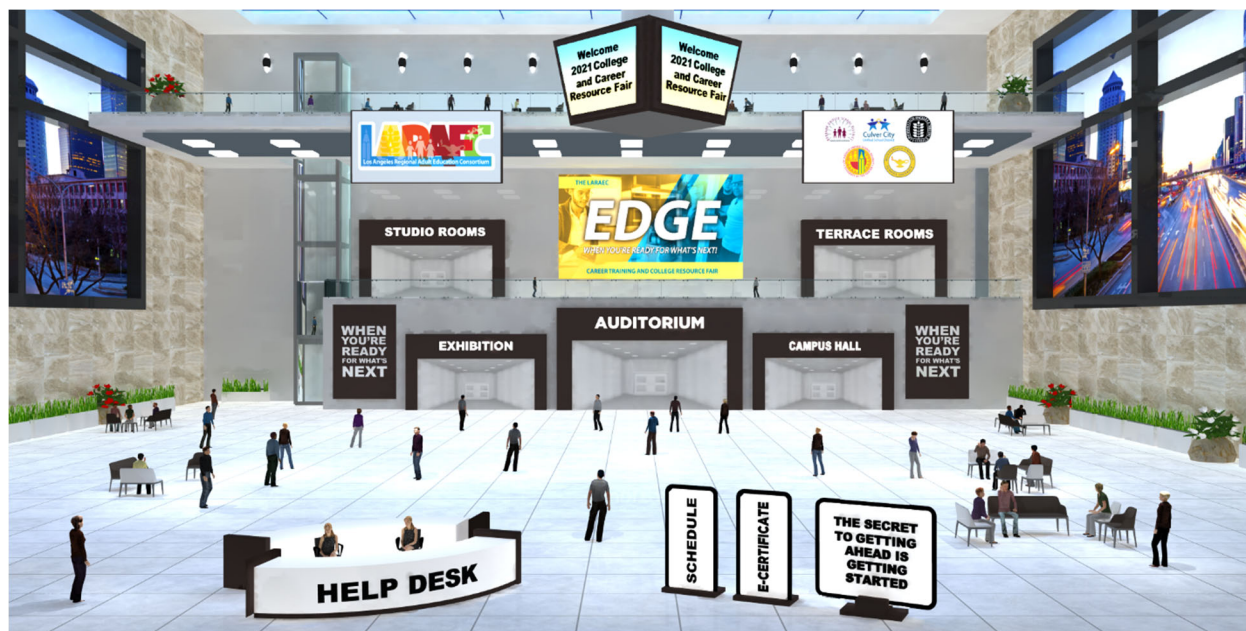 Welcome
2021 College
and Career
Resource Fair
Welcome
2021 College
and Career
Resource Fair
LARAEC
Los Angeles Regional Adult Education Consortium
Culver City
THE LARAEC
EDGE
WHEN YOU'RE READY FOR WHAT'S NEXT!
CAREER TRAINING AND COLLEGE RESOURCE FAIR
STUDIO ROOMS
TERRACE ROOMS
WHEN
YOU'RE
READY
FOR WHAT'S
NEXT
EXHIBITION
AUDITORIUM
CAMPUS HALL
WHEN
YOU'RE
READY
FOR WHAT'S
NEXT
HELP DESK
SCHEDULE
E-CERTIFICATE
THE SECRET
TO GETTING
AHEAD IS
GETTING
STARTED